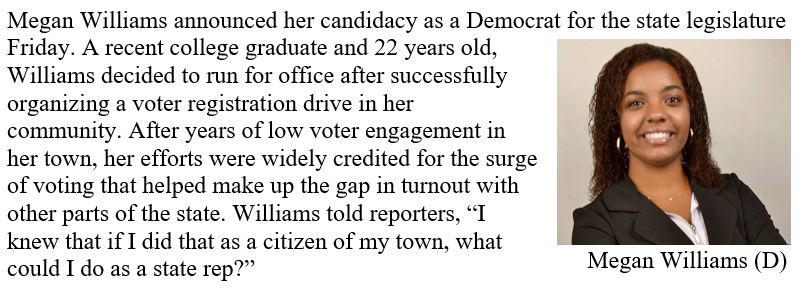 Megan Williams announced her candidacy as a Democrat for the state legislature
Friday. A recent college graduate and 22 years old,
Williams decided to run for office after successfully
organizing a voter registration drive in her
community. After years of low voter engagement in
her town, her efforts were widely credited for the surge
of voting that helped make up the gap in turnout with
other parts of the state. Williams told reporters, “I
knew that if I did that as a citizen of my town, what
could I do as a state rep?”
Megan Williams (D)